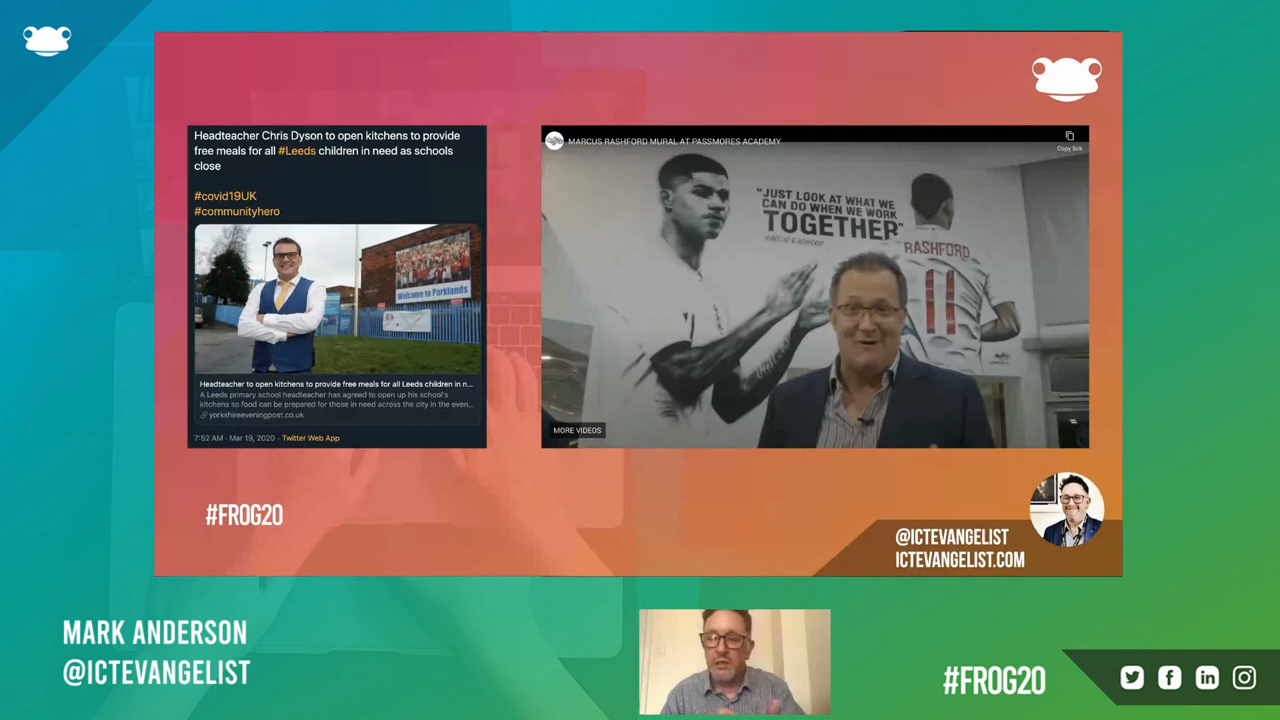 Headteacher Chris Dyson to open kitchens to provide
free meals for all #Leeds children in need as schools
close
#covid19UK
#communityhero
Welcome to Parklands
Headteacher to open kitchens to provide free meals for all Leeds children in n...
A Leeds primary school headteacher has agreed to open up his school's
kitchens so food can be prepared for those in need across the city in the even...
yorkshireeveningpost.co.uk
7:52 AM · Mar 19, 2020 · Twitter Web App
MARCUS RASHFORD MURAL AT PASSMORES ACADEMY
Copy link
"JUST LOOK AT WHAT WE
CAN DO WHEN WE WORK
TOGETHER"
MARCUS RASHFORD
RASHFORD
11
MORE VIDEOS
#FROG20
@ICTEVANGELIST
ICTEVANGELIST.COM
MARK ANDERSON
@ICTEVANGELIST
#FROG20